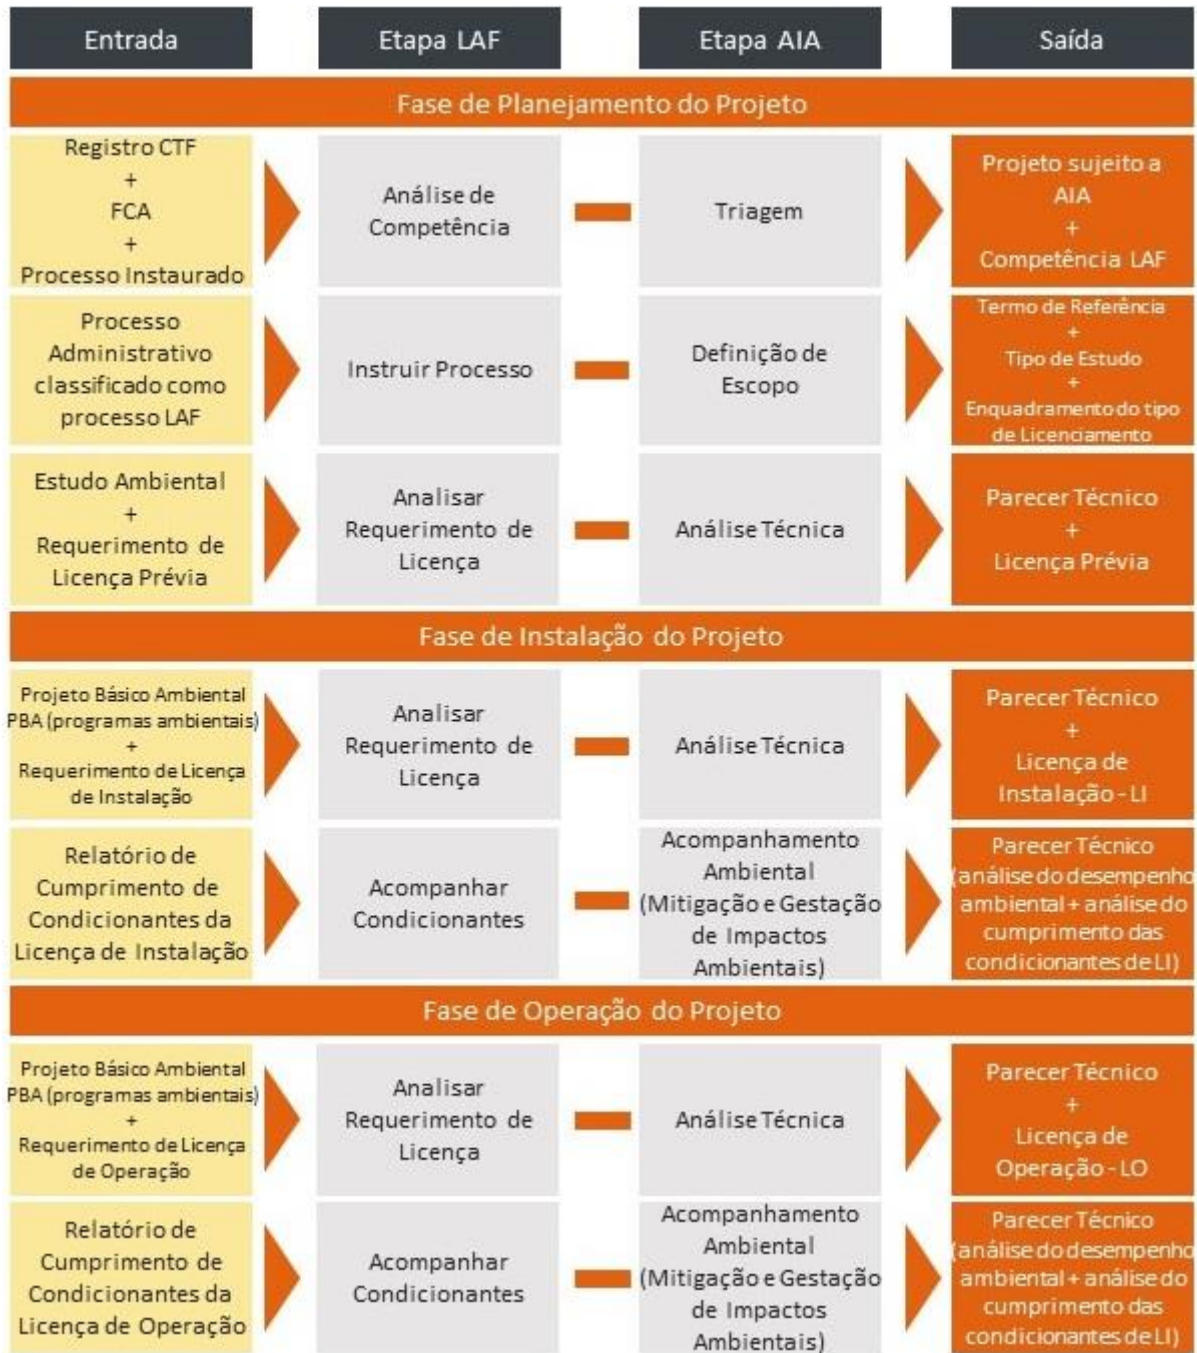 Entrada
Etapa LAF
Etapa AIA
Saída
Fase de Planejamento do Projeto
Registro CTF
+
FCA
+
Processo Instaurado
Análise de
Competência
Triagem
Projeto sujeito a
AIA
+
Competência LAF
Processo
Administrativo
classificado como
processo LAF
Instruir Processo
Definição de
Escopo
Termo de Referência
+
Tipo de Estudo
+
Enquadramento do tipo
de Licenciamento
Estudo Ambiental
+
Requerimento de
Licença Prévia
Analisar
Requerimento de
Licença
Análise Técnica
Parecer Técnico
+
Licença Prévia
Fase de Instalação do Projeto
Projeto Básico Ambiental
PBA (programas ambientais)
+
Requerimento de Licença
de Instalação
Analisar
Requerimento de
Licença
Análise Técnica
Parecer Técnico
+
Licença de
Instalação - LI
Relatório de
Cumprimento de
Condicionantes da
Licença de Instalação
Acompanhar
Condicionantes
Acompanhamento
Ambiental
(Mitigação e Gestação
de Impactos
Ambientais)
Parecer Técnico
(análise do desempenho
ambiental + análise do
cumprimento das
condicionantes de LI)
Fase de Operação do Projeto
Projeto Básico Ambiental
PBA (programas ambientais)
+
Requerimento de Licença
de Operação
Analisar
Requerimento de
Licença
Análise Técnica
Parecer Técnico
+
Licença de
Operação - LO
Relatório de
Cumprimento de
Condicionantes da
Licença de Operação
Acompanhar
Condicionantes
Acompanhamento
Ambiental
(Mitigação e Gestação
de Impactos
Ambientais)
Parecer Técnico
(análise do desempenho
ambiental + análise do
cumprimento das
condicionantes de LI)